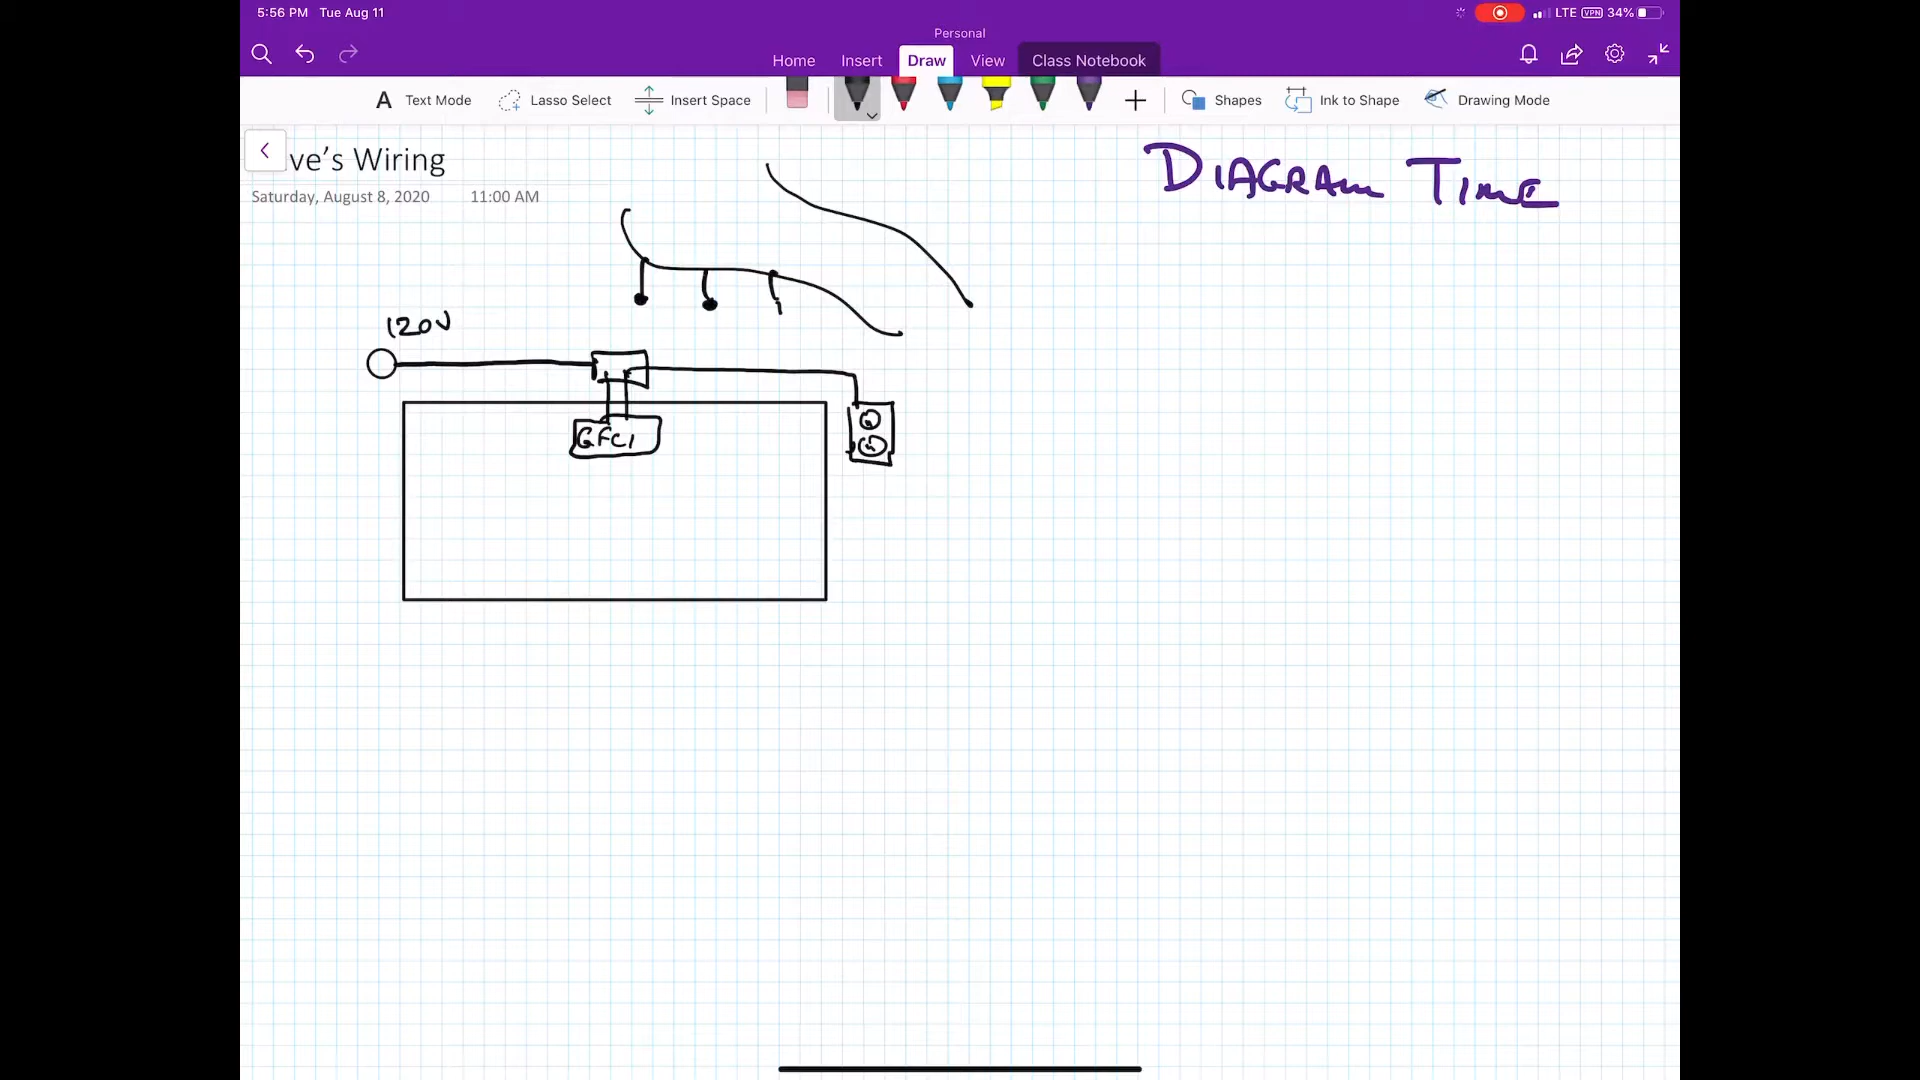 5:56 PM Tue Aug 11
LTE VPN 34%
Personal
Home Insert Draw View Class Notebook
A Text Mode Lasso Select Insert Space Shapes Ink to Shape Drawing Mode
ve's Wiring
Saturday, August 8, 2020 11:00 AM
DIAGRAM TIME
120V
GFCI